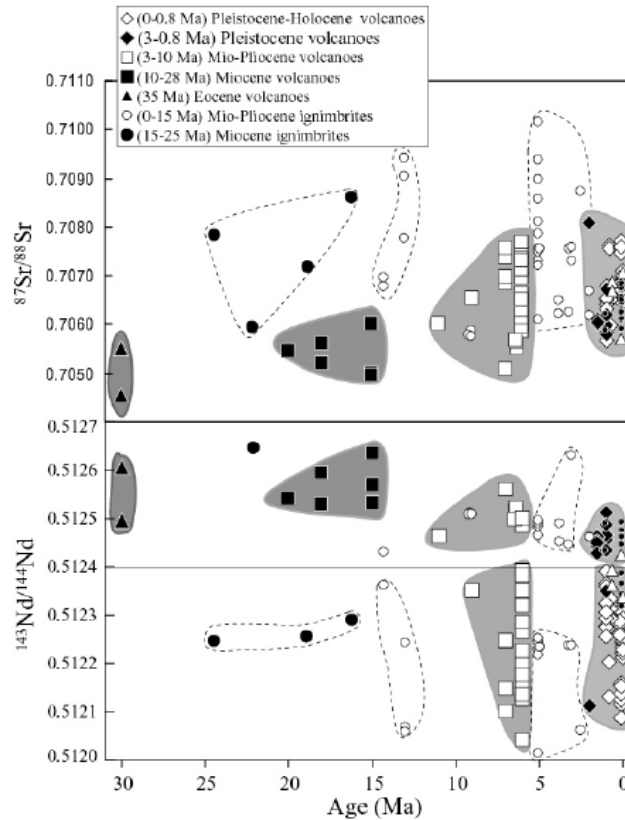 (0-0.8 Ma) Pleistocene-Holocene volcanoes
(3-0.8 Ma) Pleistocene volcanoes
(3-10 Ma) Mio-Pliocene volcanoes
(10-28 Ma) Miocene volcanoes
(35 Ma) Eocene volcanoes
(0-15 Ma) Mio-Pliocene ignimbrites
(15-25 Ma) Miocene ignimbrites
0.7110
0.7100
0.7090
0.7080
0.7070
0.7060
0.7050
87Sr/88Sr
0.5127
0.5126
0.5125
0.5124
0.5123
0.5122
0.5121
0.5120
143Nd/144Nd
30 25 20 15 10 5 0
Age (Ma)